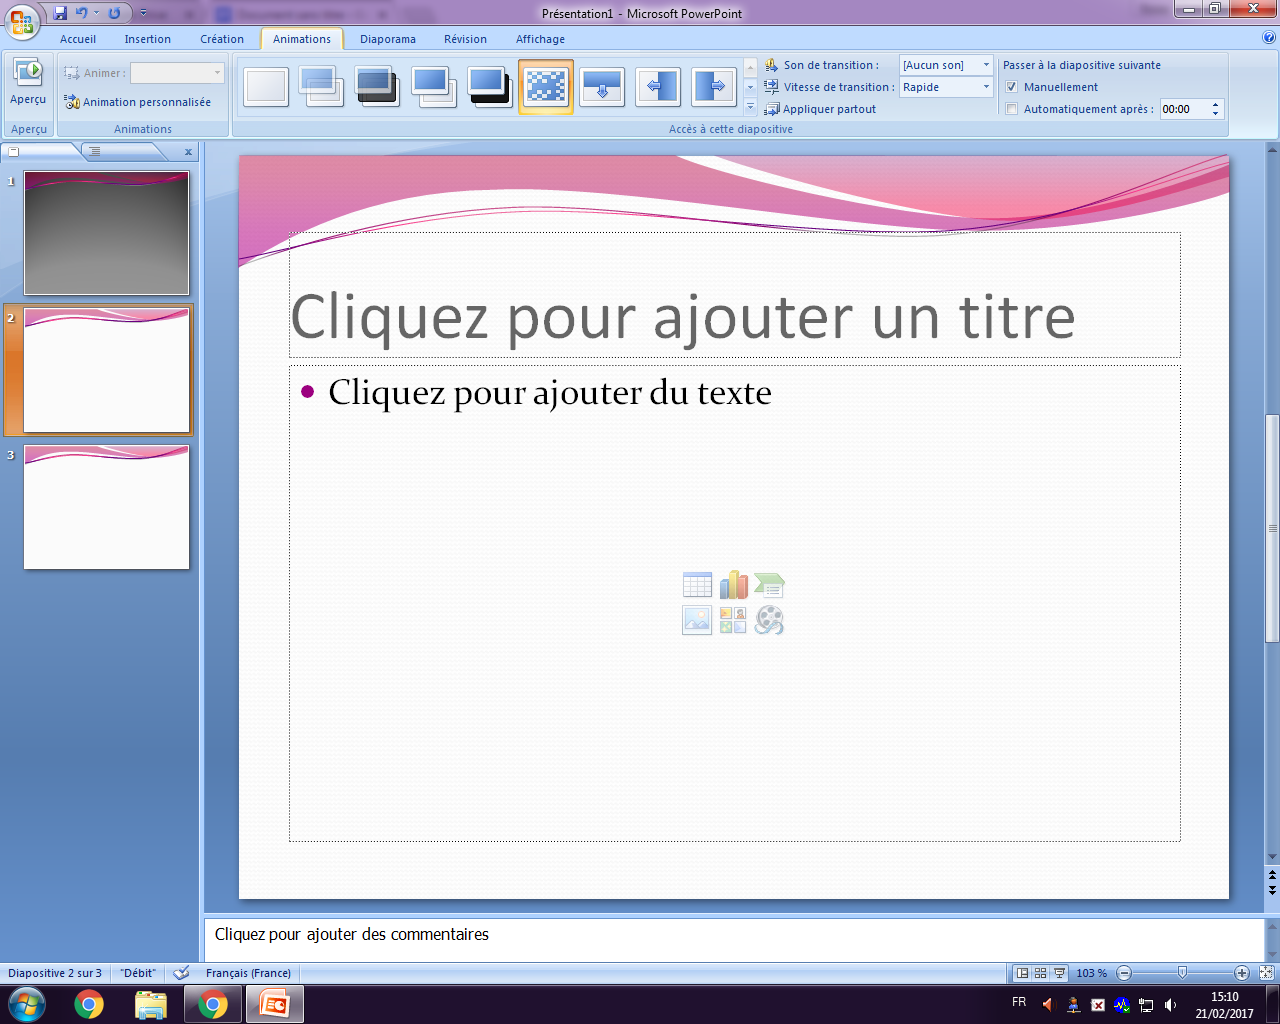 Présentation1 - Microsoft PowerPoint
Accueil Insertion Création Animations Diaporama Révision Affichage
Aperçu
Animer :
Animation personnalisée
Son de transition : [Aucun son]
Vitesse de transition : Rapide
Appliquer partout
Passer à la diapositive suivante
Manuellement
Automatiquement après : 00:00
Aperçu Animations Accès à cette diapositive
1
2
3
Cliquez pour ajouter un titre
Cliquez pour ajouter du texte
Cliquez pour ajouter des commentaires
Diapositive 2 sur 3 "Débit" Français (France) 103 %
FR 15:10
21/02/2017